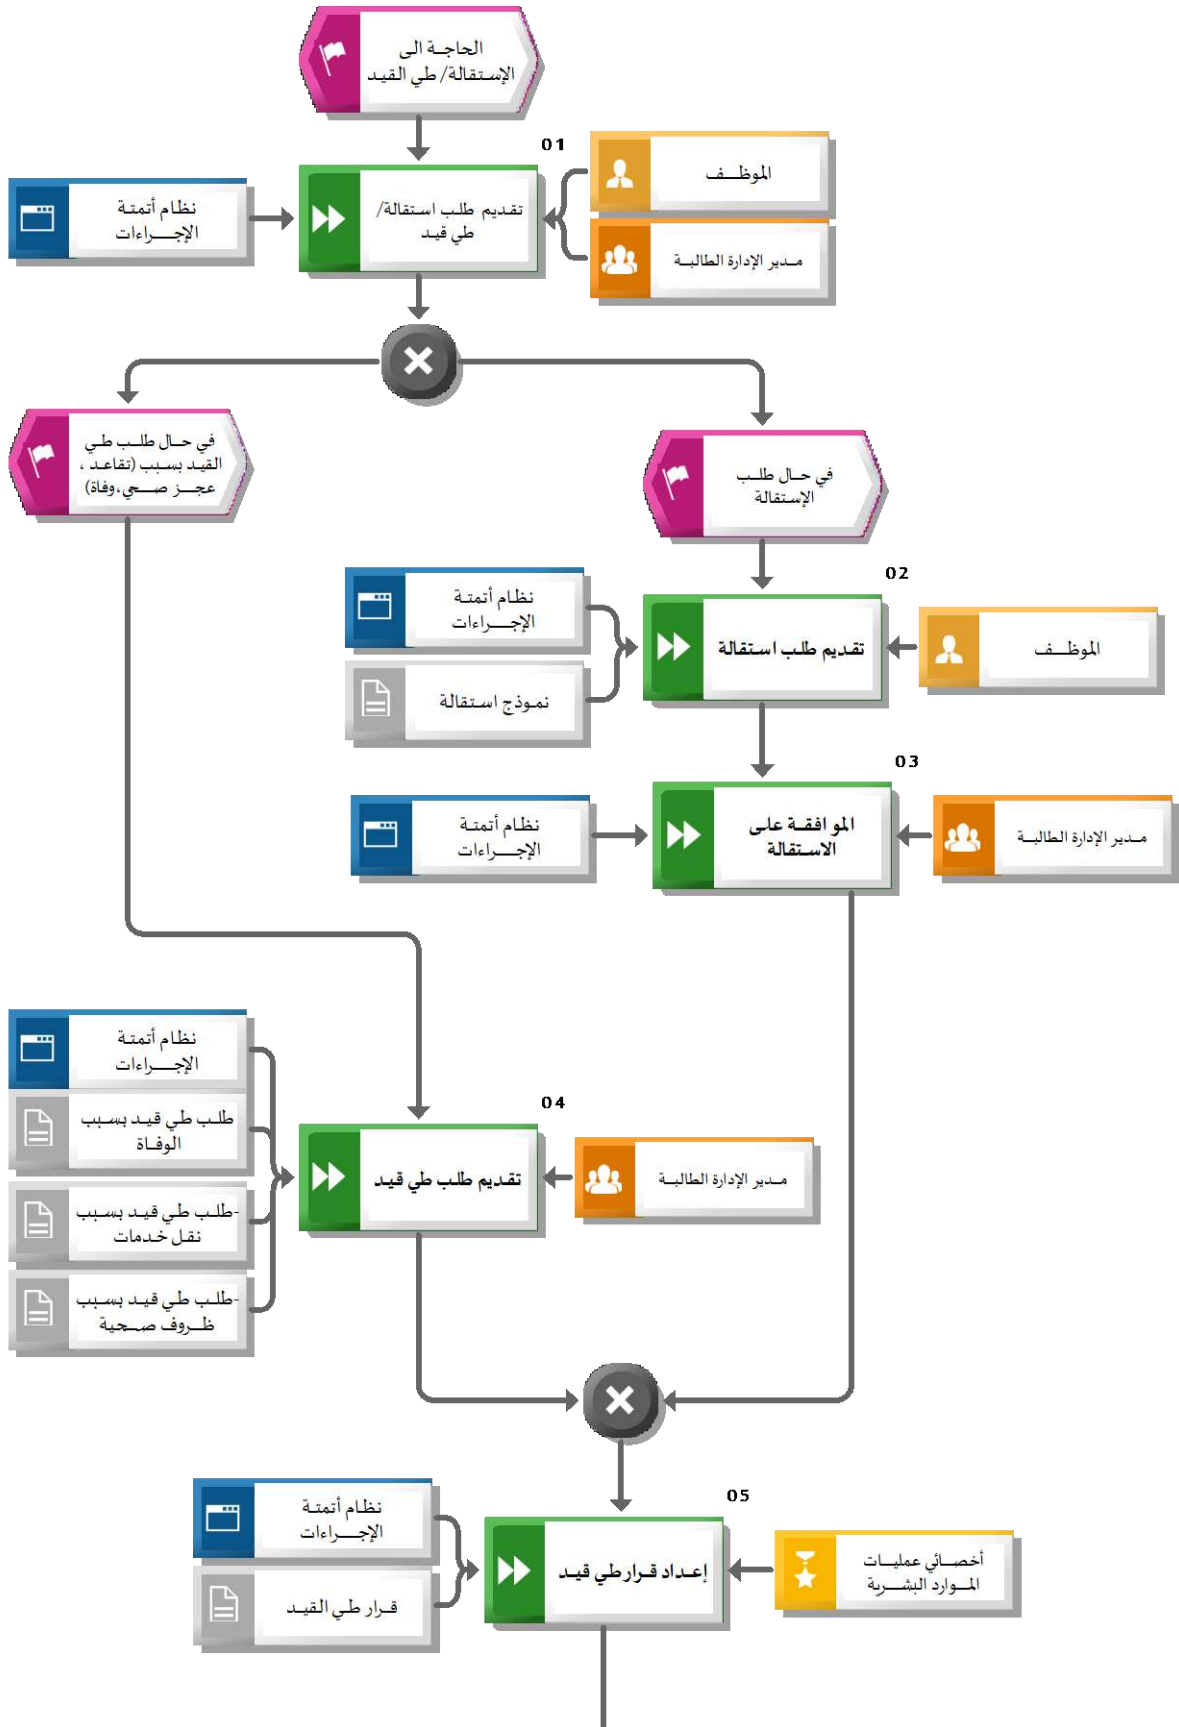 الحاجة الى
الإستقالة/ طي القيد
01
الموظف
نظام أتمتة
الإجراءات
تقديم طلب استقالة/
طي قيد
مدير الإدارة الطالبة
في حال طلب طي
القيد بسبب (تقاعد ،
عجز صحي،وفاة)
في حال طلب
الإستقالة
02
نظام أتمتة
الإجراءات
تقديم طلب استقالة
الموظف
نموذج استقالة
03
نظام أتمتة
الإجراءات
الموافقة على
الاستقالة
مدير الإدارة الطالبة
نظام أتمتة
الإجراءات
04
طلب طي قيد بسبب
الوفاة
تقديم طلب طي قيد
مدير الإدارة الطالبة
-طلب طي قيد بسبب
نقل خدمات
-طلب طي قيد بسبب
ظروف صحية
05
نظام أتمتة
الإجراءات
إعداد قرار طي قيد
أخصائي عمليات
الموارد البشرية
قرار طي القيد